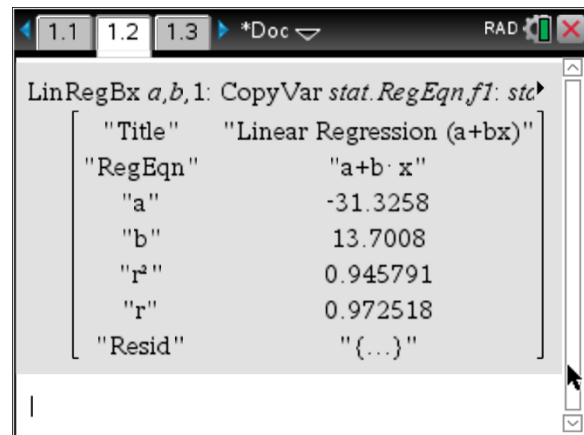 1.1 1.2 1.3 *Doc RAD
LinRegBx a,b,1: CopyVar stat.RegEqn,f1: sta
"Title" "Linear Regression (a+bx)"
"RegEqn" "a+b·x"
"a" -31.3258
"b" 13.7008
"r²" 0.945791
"r" 0.972518
"Resid" "{...}"